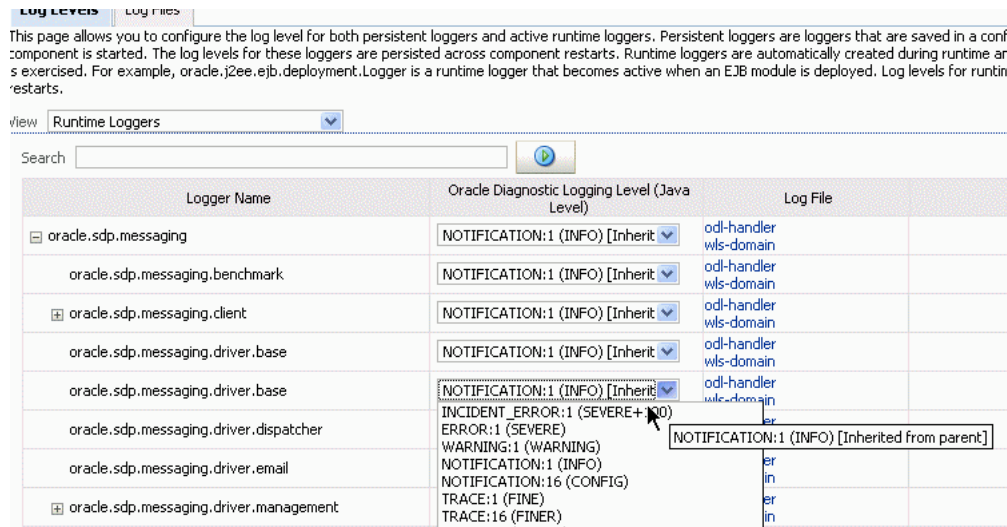 Log Levels Log Files
This page allows you to configure the log level for both persistent loggers and active runtime loggers. Persistent loggers are loggers that are saved in a conf
component is started. The log levels for these loggers are persisted across component restarts. Runtime loggers are automatically created during runtime an
s exercised. For example, oracle.j2ee.ejb.deployment.Logger is a runtime logger that becomes active when an EJB module is deployed. Log levels for runtim
restarts.
View Runtime Loggers
Search
Logger Name
Oracle Diagnostic Logging Level (Java
Level)
Log File
oracle.sdp.messaging
NOTIFICATION:1 (INFO) [Inherit
odl-handler
wls-domain
oracle.sdp.messaging.benchmark
NOTIFICATION:1 (INFO) [Inherit
odl-handler
wls-domain
oracle.sdp.messaging.client
NOTIFICATION:1 (INFO) [Inherit
odl-handler
wls-domain
oracle.sdp.messaging.driver.base
NOTIFICATION:1 (INFO) [Inherit
odl-handler
wls-domain
oracle.sdp.messaging.driver.base
NOTIFICATION:1 (INFO) [Inherit
odl-handler
wls-domain
INCIDENT_ERROR:1 (SEVERE+100)
ERROR:1 (SEVERE)
WARNING:1 (WARNING)
NOTIFICATION:1 (INFO)
NOTIFICATION:16 (CONFIG)
TRACE:1 (FINE)
TRACE:16 (FINER)
NOTIFICATION:1 (INFO) [Inherited from parent]
oracle.sdp.messaging.driver.dispatcher
er
oracle.sdp.messaging.driver.email
er
in
oracle.sdp.messaging.driver.management
er
in